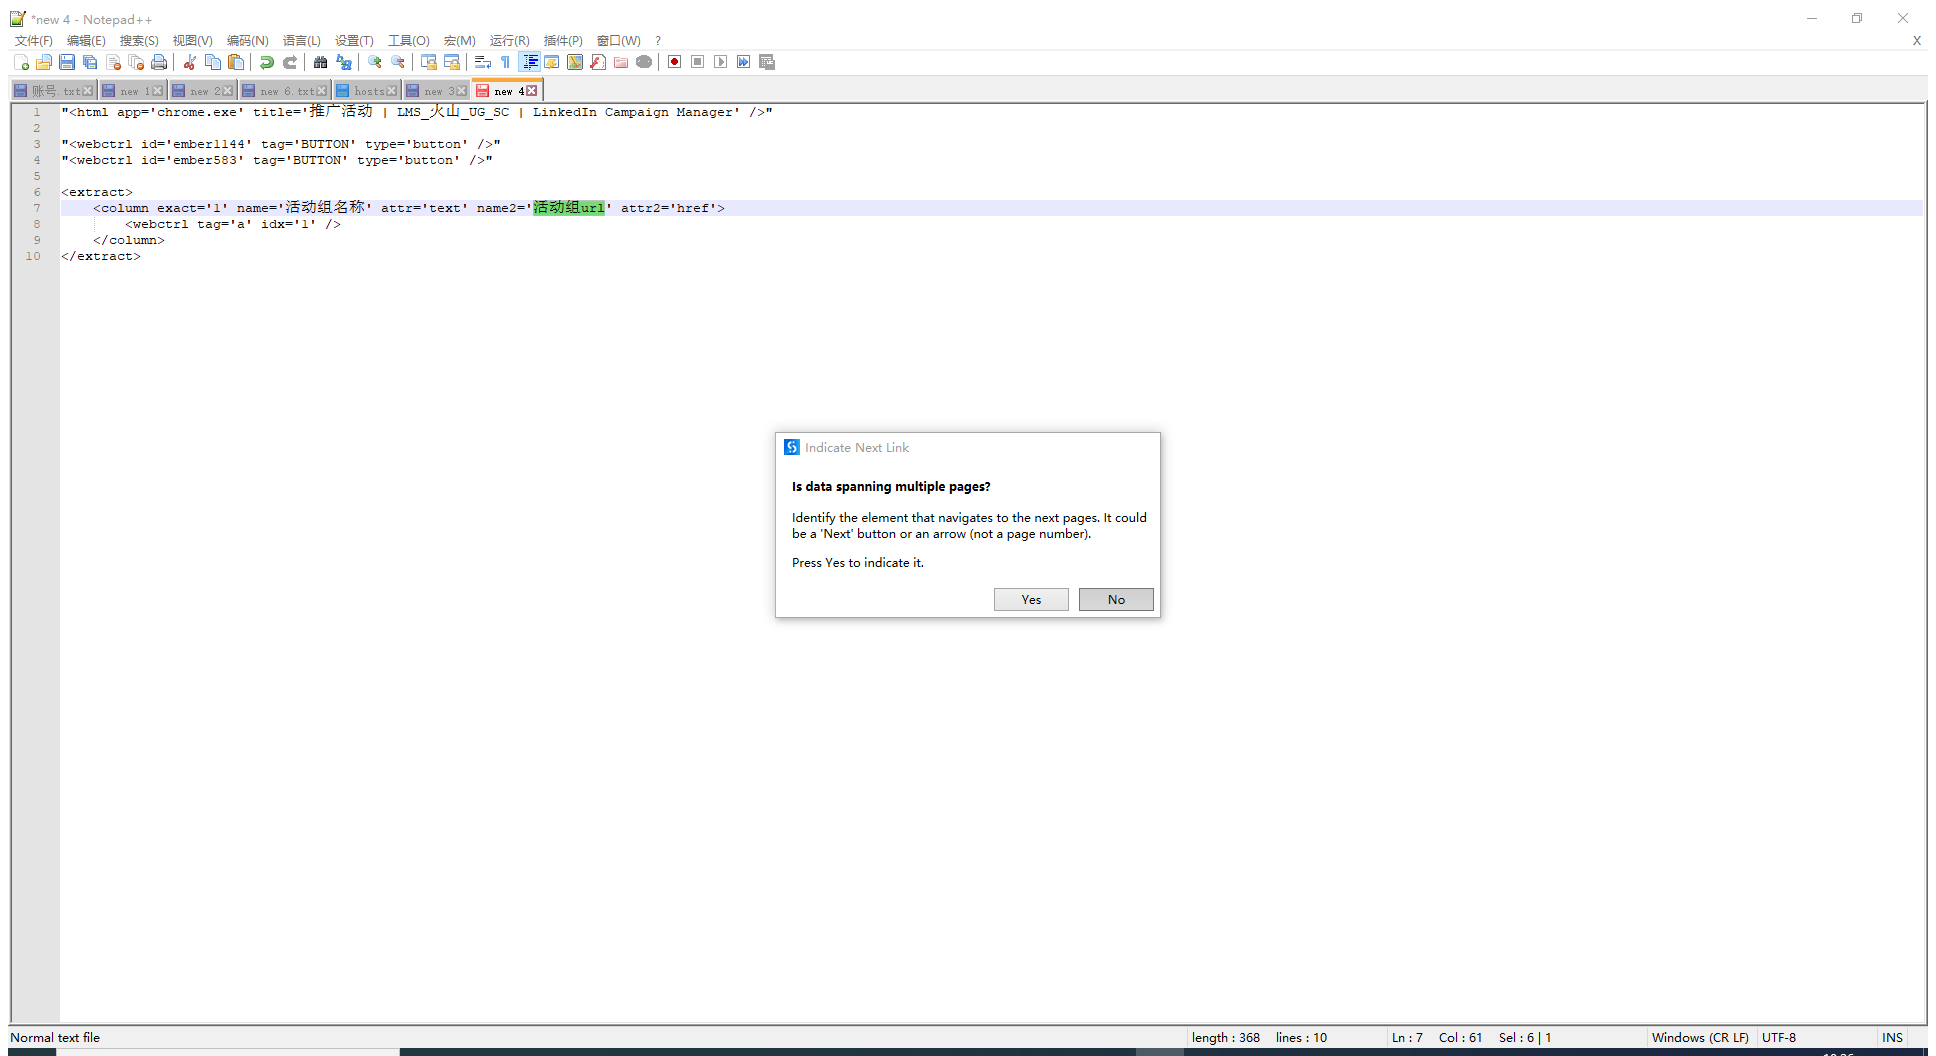 *new 4 - Notepad++
文件(F) 编辑(E) 搜索(S) 视图(V) 编码(N) 语言(L) 设置(T) 工具(O) 宏(M) 运行(R) 插件(P) 窗口(W) ? X
账号.txt new 1 new 2 new 6.txt hosts new 3 new 4
1 "<html app='chrome.exe' title='推广活动 | LMS_火山_UG_SC | LinkedIn Campaign Manager' />"
2
3 "<webctrl id='ember1144' tag='BUTTON' type='button' />"
4 "<webctrl id='ember583' tag='BUTTON' type='button' />"
5
6 <extract>
7 <column exact='1' name='活动组名称' attr='text' name2='活动组url' attr2='href'>
8 <webctrl tag='a' idx='1' />
9 </column>
10 </extract>
Indicate Next Link
Is data spanning multiple pages?
Identify the element that navigates to the next pages. It could
be a 'Next' button or an arrow (not a page number).
Press Yes to indicate it.
Yes No
Normal text file length : 368 lines : 10 Ln : 7 Col : 61 Sel : 6 | 1 Windows (CR LF) UTF-8 INS